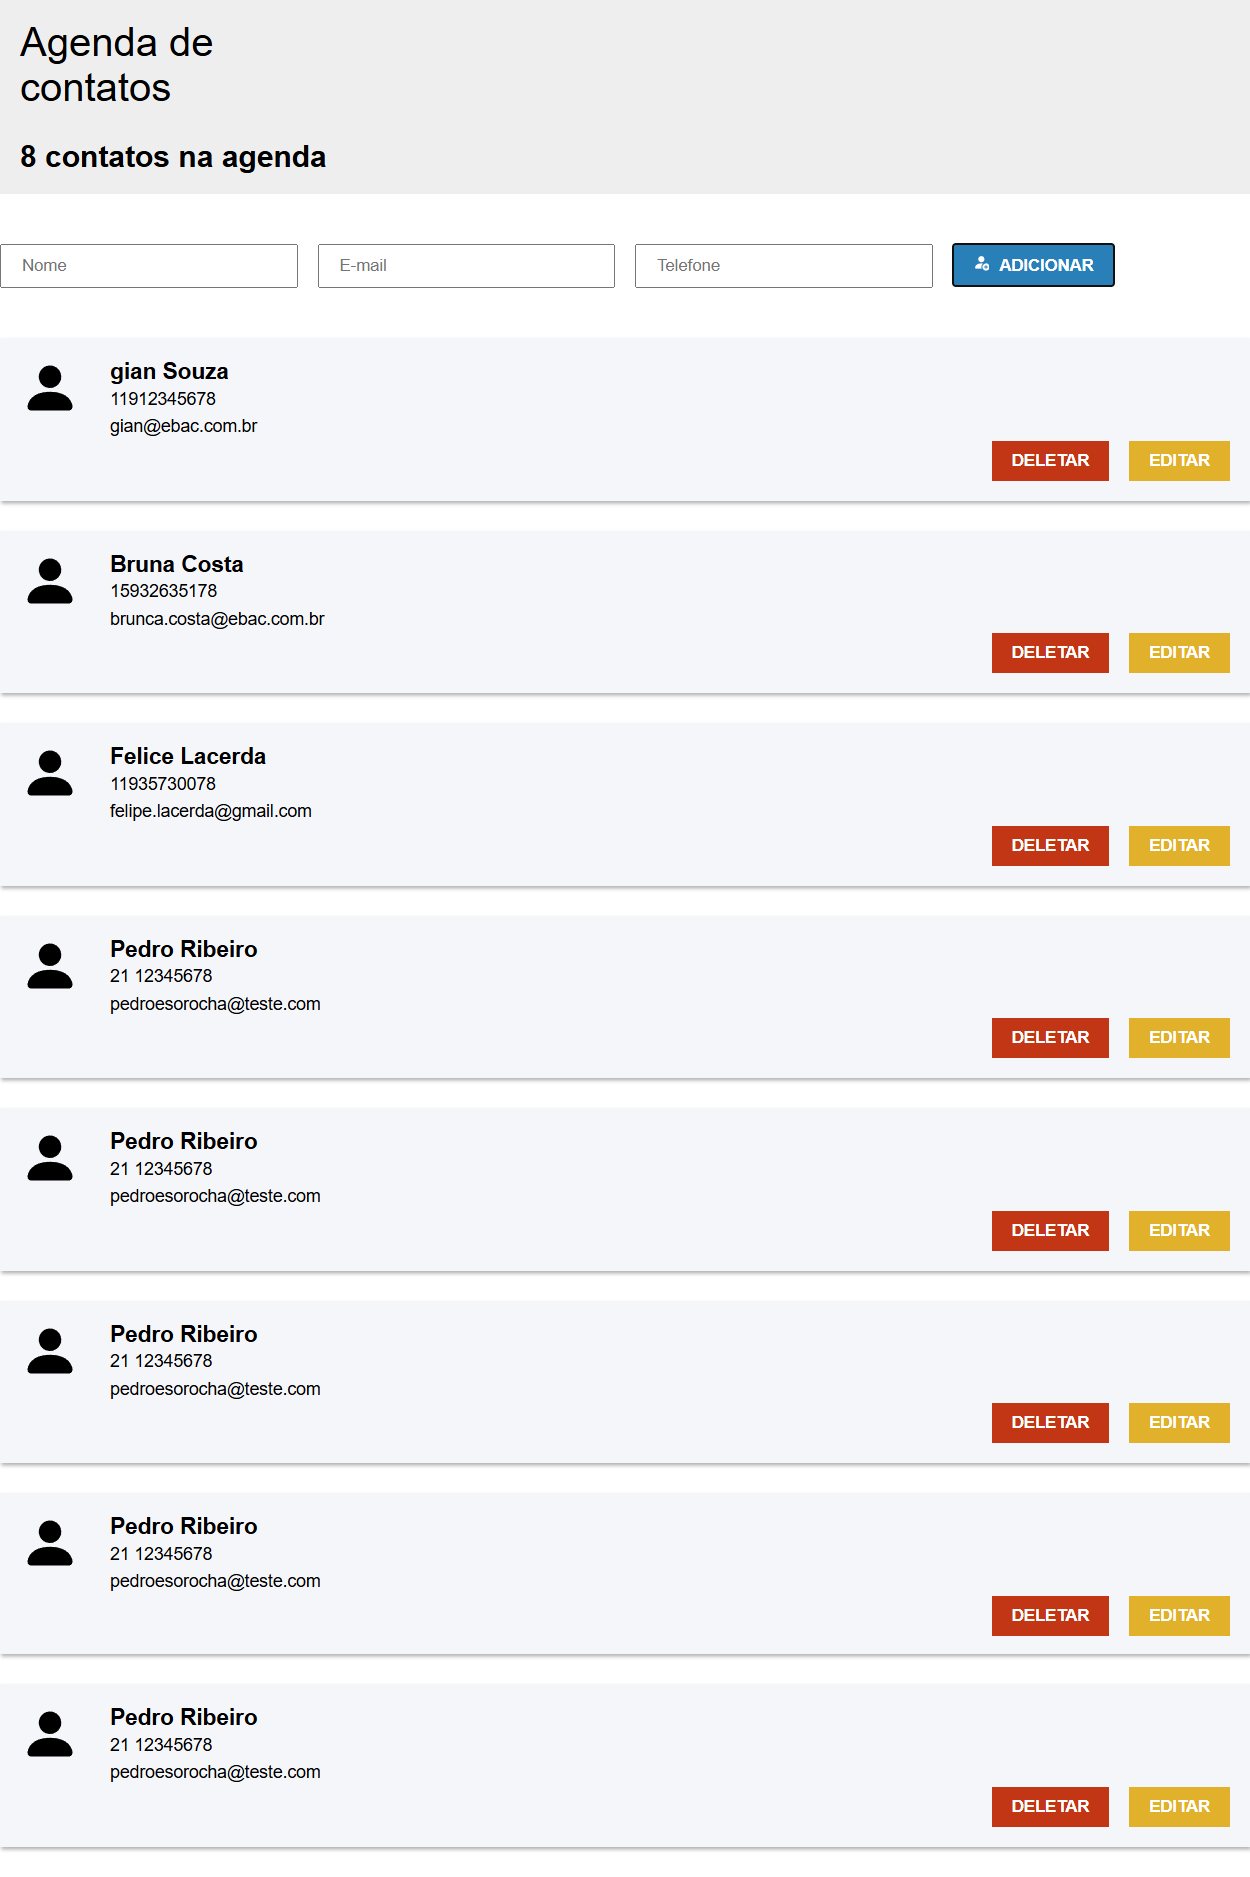 Agenda de
contatos
8 contatos na agenda
Nome E-mail Telefone ADICIONAR
gian Souza
11912345678
gian@ebac.com.br
DELETAR EDITAR
Bruna Costa
15932635178
brunca.costa@ebac.com.br
DELETAR EDITAR
Felice Lacerda
11935730078
felipe.lacerda@gmail.com
DELETAR EDITAR
Pedro Ribeiro
21 12345678
pedroesorocha@teste.com
DELETAR EDITAR
Pedro Ribeiro
21 12345678
pedroesorocha@teste.com
DELETAR EDITAR
Pedro Ribeiro
21 12345678
pedroesorocha@teste.com
DELETAR EDITAR
Pedro Ribeiro
21 12345678
pedroesorocha@teste.com
DELETAR EDITAR
Pedro Ribeiro
21 12345678
pedroesorocha@teste.com
DELETAR EDITAR